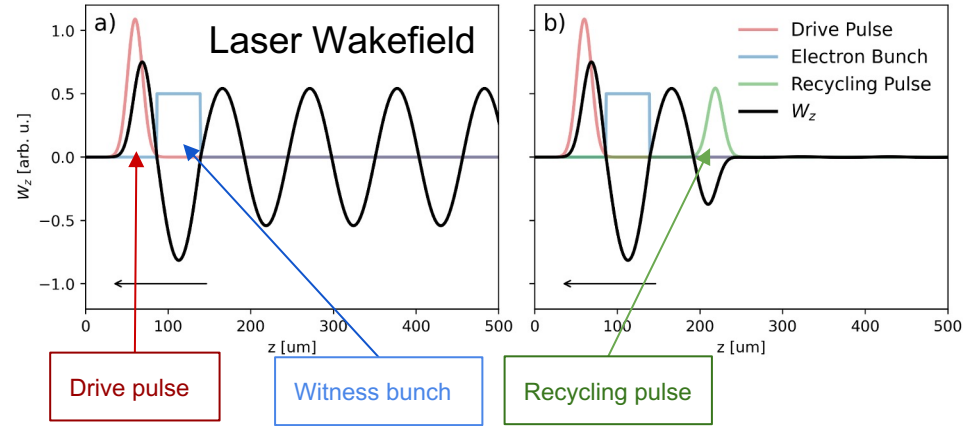 a)
Laser Wakefield
b)
Drive Pulse
Electron Bunch
Recycling Pulse
W_z
W_z [arb. u.]
1.0
0.5
0.0
−0.5
−1.0
0 100 200 300 400 500
z [um]
0 100 200 300 400 500
z [um]
Drive pulse
Witness bunch
Recycling pulse